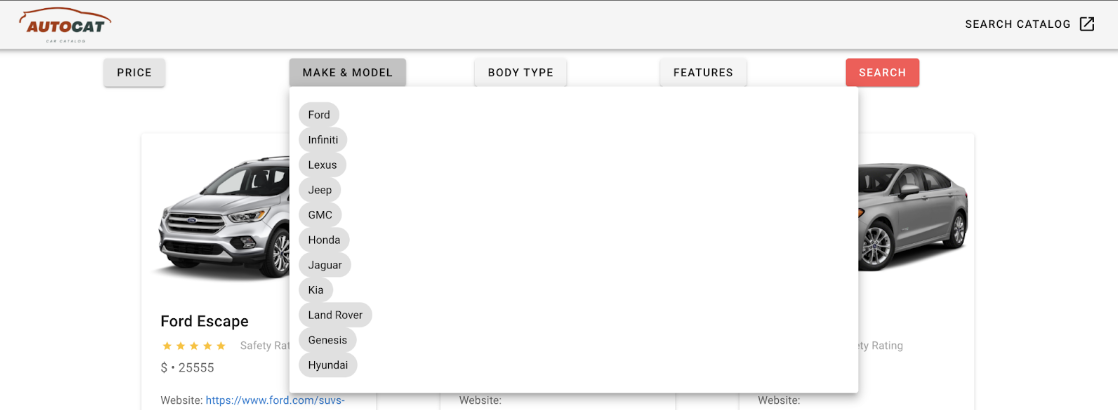 AUTOCAT
CAR CATALOG
SEARCH CATALOG
PRICE
MAKE & MODEL
BODY TYPE
FEATURES
SEARCH
Ford
Infiniti
Lexus
Jeep
GMC
Honda
Jaguar
Kia
Land Rover
Genesis
Hyundai
Ford Escape
Safety Rat
ty Rating
$ • 25555
Website: https://www.ford.com/suvs-
Website:
Website: